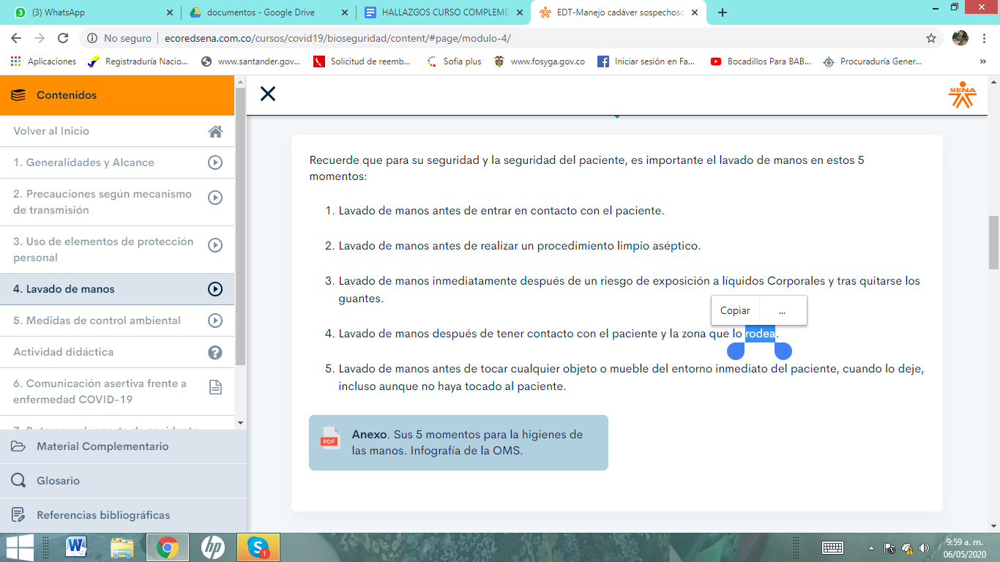 (3) WhatsApp
documentos - Google Drive
HALLAZGOS CURSO COMPLEME
EDT-Manejo cadáver sospechoso
No seguro
ecoredsena.com.co/cursos/covid19/bioseguridad/content/#page/modulo-4/
Aplicaciones
Registraduría Nacio...
www.santander.gov...
Solicitud de reemb...
Sofia plus
www.fosyga.gov.co
Iniciar sesión en Fa...
Bocadillos Para BAB...
Procuraduría Gener...
»
Contenidos
Volver al Inicio
1. Generalidades y Alcance
2. Precauciones según mecanismo
de transmisión
3. Uso de elementos de protección
personal
4. Lavado de manos
5. Medidas de control ambiental
Actividad didáctica
6. Comunicación asertiva frente a
enfermedad COVID-19
Material Complementario
Glosario
Referencias bibliográficas
SENA
Recuerde que para su seguridad y la seguridad del paciente, es importante el lavado de manos en estos 5
momentos:
1. Lavado de manos antes de entrar en contacto con el paciente.
2. Lavado de manos antes de realizar un procedimiento limpio aséptico.
3. Lavado de manos inmediatamente después de un riesgo de exposición a líquidos Corporales y tras quitarse los
guantes.
Copiar
...
4. Lavado de manos después de tener contacto con el paciente y la zona que lo rodea.
5. Lavado de manos antes de tocar cualquier objeto o mueble del entorno inmediato del paciente, cuando lo deje,
incluso aunque no haya tocado al paciente.
PDF
Anexo. Sus 5 momentos para la higienes de
las manos. Infografía de la OMS.
9:59 a. m.
06/05/2020